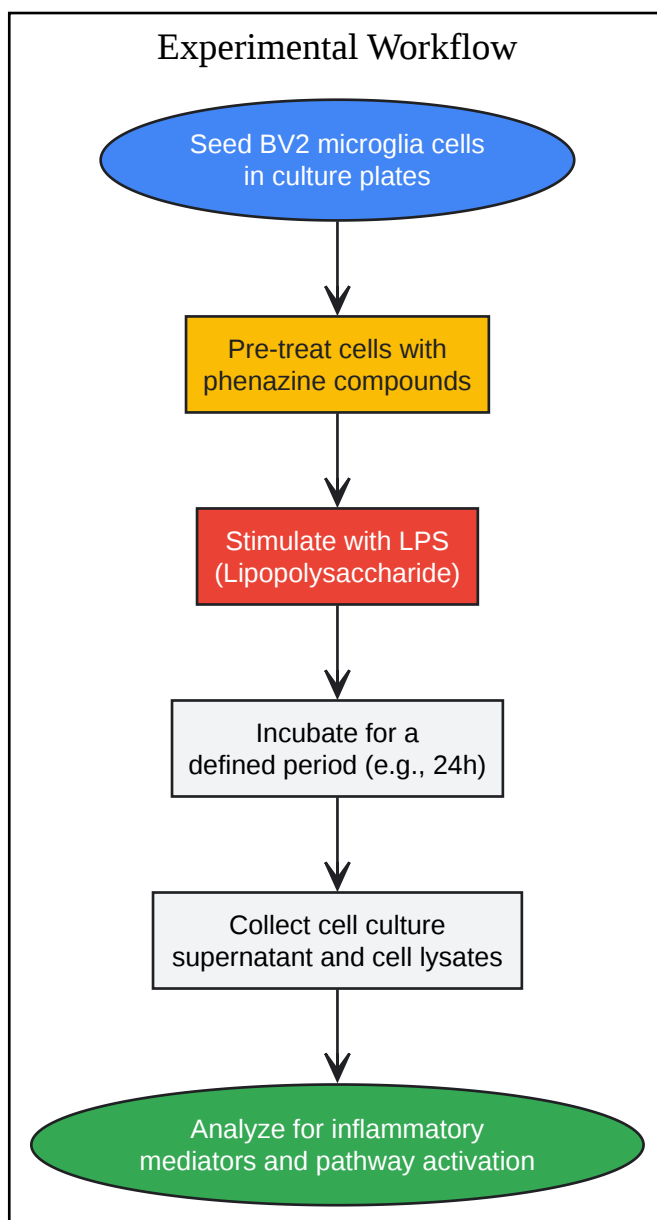 Experimental Workflow
Seed BV2 microglia cells
in culture plates
Pre-treat cells with
phenazine compounds
Stimulate with LPS
(Lipopolysaccharide)
Incubate for a
defined period (e.g., 24h)
Collect cell culture
supernatant and cell lysates
Analyze for inflammatory
mediators and pathway activation